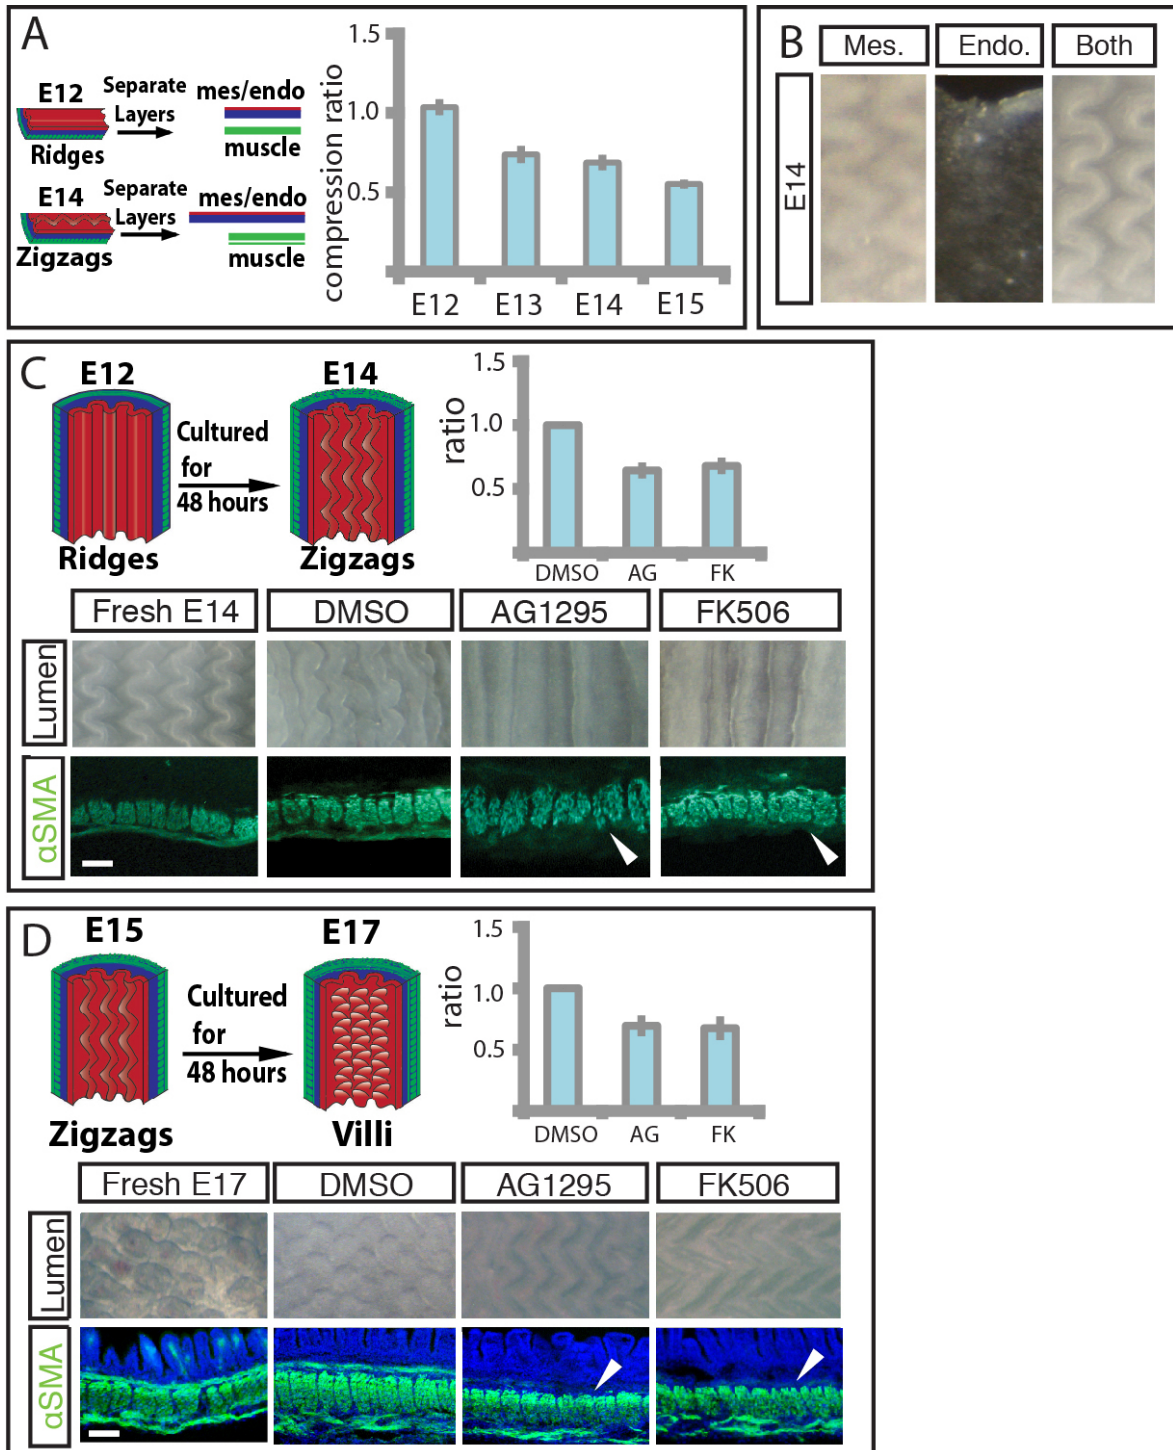 A
E12
Separate
Layers
mes/endo
muscle
Ridges
E14
Separate
Layers
mes/endo
muscle
Zigzags
compression ratio
1.5
1.0
0.5
E12 E13 E14 E15
B
Mes. Endo. Both
E14
C
E12
Ridges
Cultured
for
48 hours
E14
Zigzags
ratio
1.5
1.0
0.5
DMSO AG FK
Fresh E14 DMSO AG1295 FK506
Lumen
αSMA
D
E15
Zigzags
Cultured
for
48 hours
E17
Villi
ratio
1.5
1.0
0.5
DMSO AG FK
Fresh E17 DMSO AG1295 FK506
Lumen
αSMA